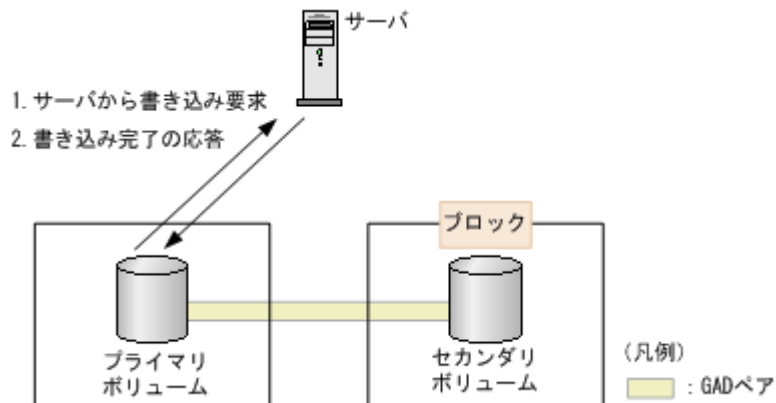 サーバ
1. サーバから書き込み要求
2. 書き込み完了の応答
ブロック
プライマリ
ボリューム
セカンダリ
ボリューム
(凡例)
: GADペア